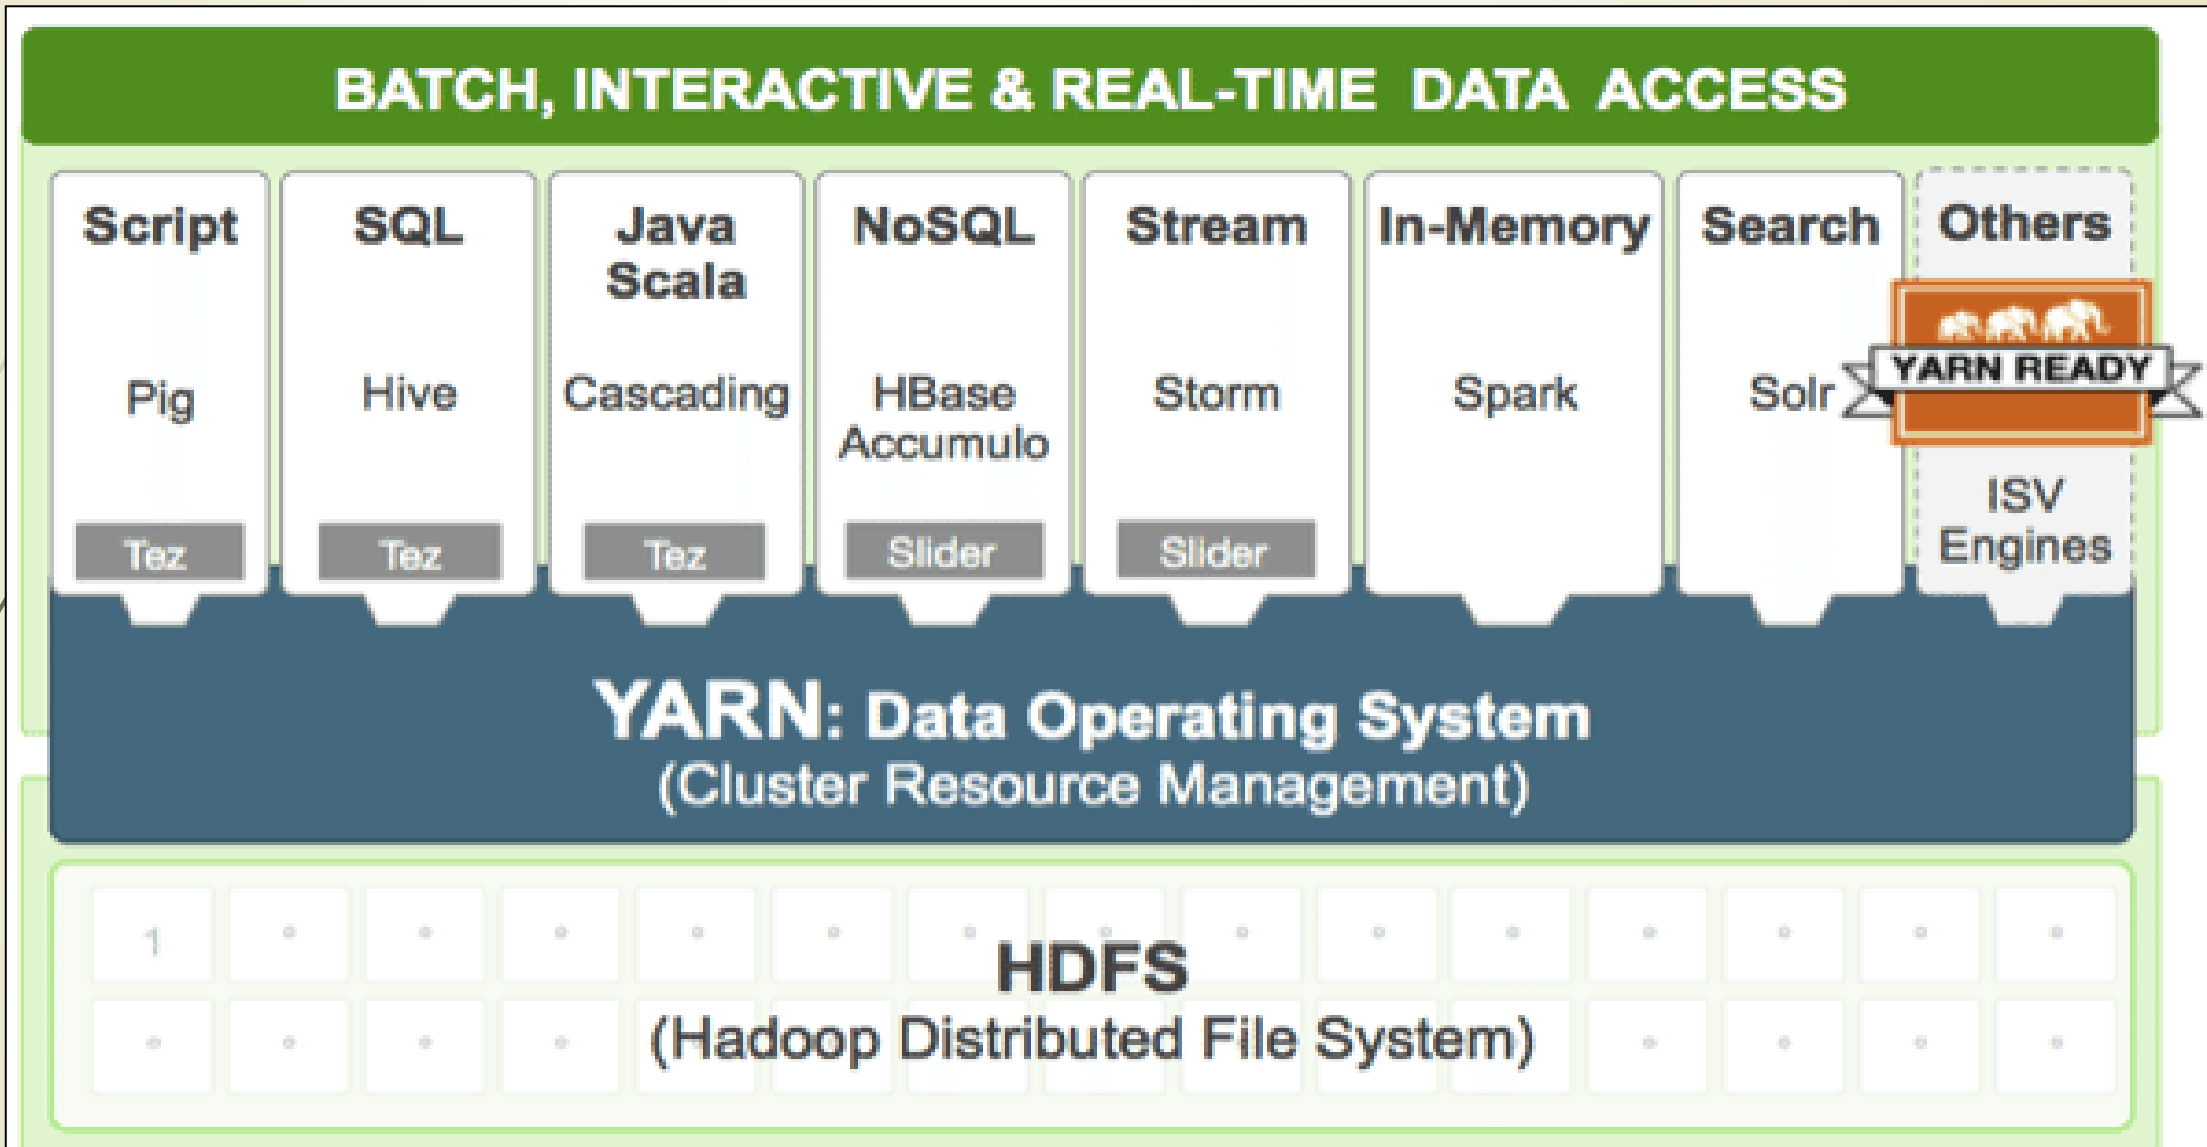 BATCH, INTERACTIVE & REAL-TIME DATA ACCESS
Script
Pig
Tez
SQL
Hive
Tez
Java
Scala
Cascading
Tez
NoSQL
HBase
Accumulo
Slider
Stream
Storm
Slider
In-Memory
Spark
Search
Solr
Others
YARN READY
ISV
Engines
YARN: Data Operating System
(Cluster Resource Management)
1
HDFS
(Hadoop Distributed File System)